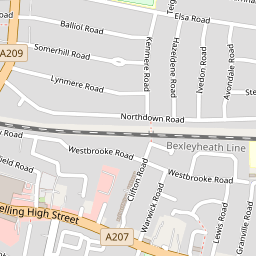 Elsa Road
Balliol Road
A209
Somerhill Road
Kenmere Road
Hazeldene Road
Ivedon Road
Avondale Road
Lynmere Road
Northdown Road
Bexleyheath Line
Westbrooke Road
Westbrooke Road
Clifton Road
Warwick Road
Lewis Road
Granville Road
High Street
A207